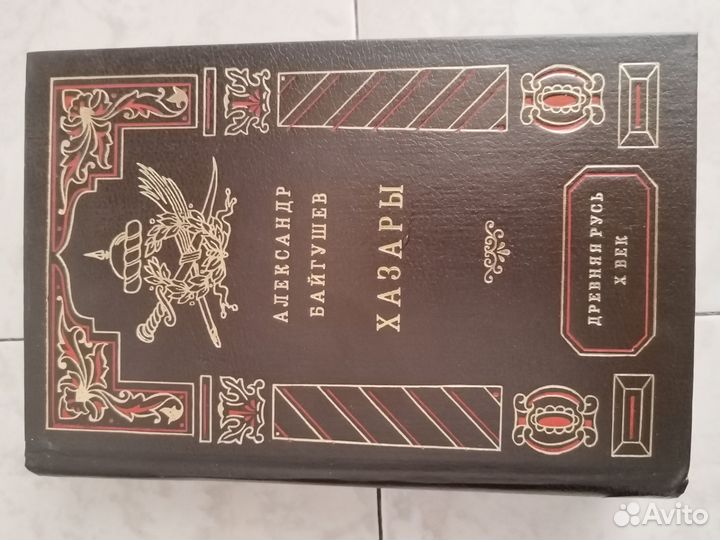 АЛЕКСАНДР
БАЙГУШЕВ
ХАЗАРЫ
ДРЕВНЯЯ РУСЬ
X ВЕК
Avito